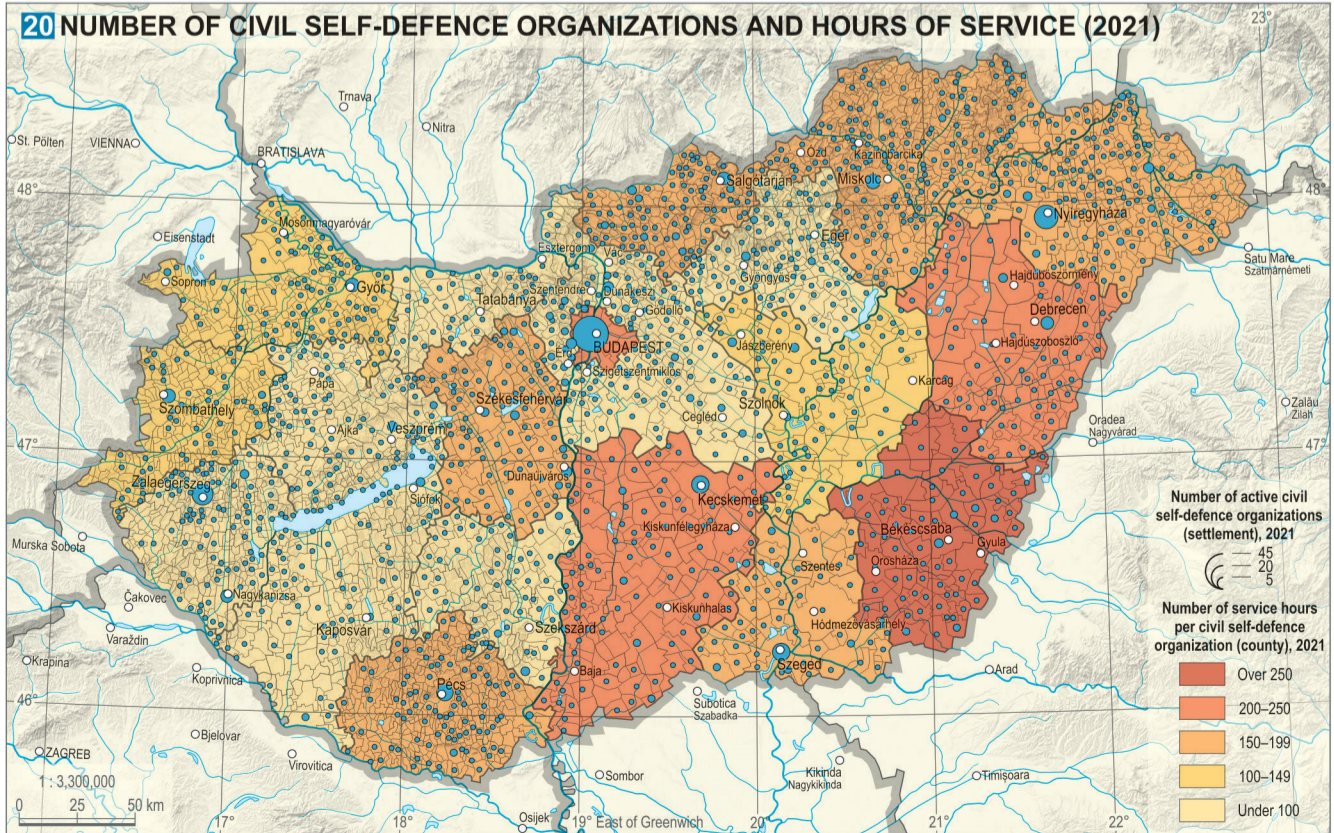 20 NUMBER OF CIVIL SELF-DEFENCE ORGANIZATIONS AND HOURS OF SERVICE (2021)
23°
Trnava
Nitra
St. Pölten
VIENNA
BRATISLAVA
Ózd
Kazincbarcika
Salgótarján
Miskolc
48°
48°
Nyíregyháza
Mosonmagyaróvár
Eisenstadt
Eger
Esztergom
Vác
Satu Mare
Szatmárnémeti
Sopron
Győr
Gyöngyös
Hajdúböszörmény
Szentendre
Dunakeszi
Tatabánya
Gödöllő
Debrecen
BUDAPEST
Jászberény
Hajdúszoboszló
Érd
Szigetszentmiklós
Pápa
Karcag
Szombathely
Székesfehérvár
Cegléd
Szolnok
Zalău
Zilah
Ajka
Veszprém
Oradea
Nagyvárad
47°
47°
Zalaegerszeg
Dunaújváros
Siófok
Kecskemét
Kiskunfélegyháza
Békéscsaba
Gyula
Murska Sobota
Szentes
Orosháza
Nagykanizsa
Čakovec
Kiskunhalas
Hódmezővásárhely
Kaposvár
Szekszárd
Varaždin
Krapina
Koprivnica
Baja
Szeged
Arad
Pécs
46°
Subotica
Szabadka
Bjelovar
ZAGREB
Virovitica
Sombor
Kikinda
Nagykikinda
Timișoara
1 : 3,300,000
0 25 50 km
17°
18°
Osijek
19° East of Greenwich
20°
21°
22°
Number of active civil
self-defence organizations
(settlement), 2021
45
20
5
Number of service hours
per civil self-defence
organization (county), 2021
Over 250
200–250
150–199
100–149
Under 100